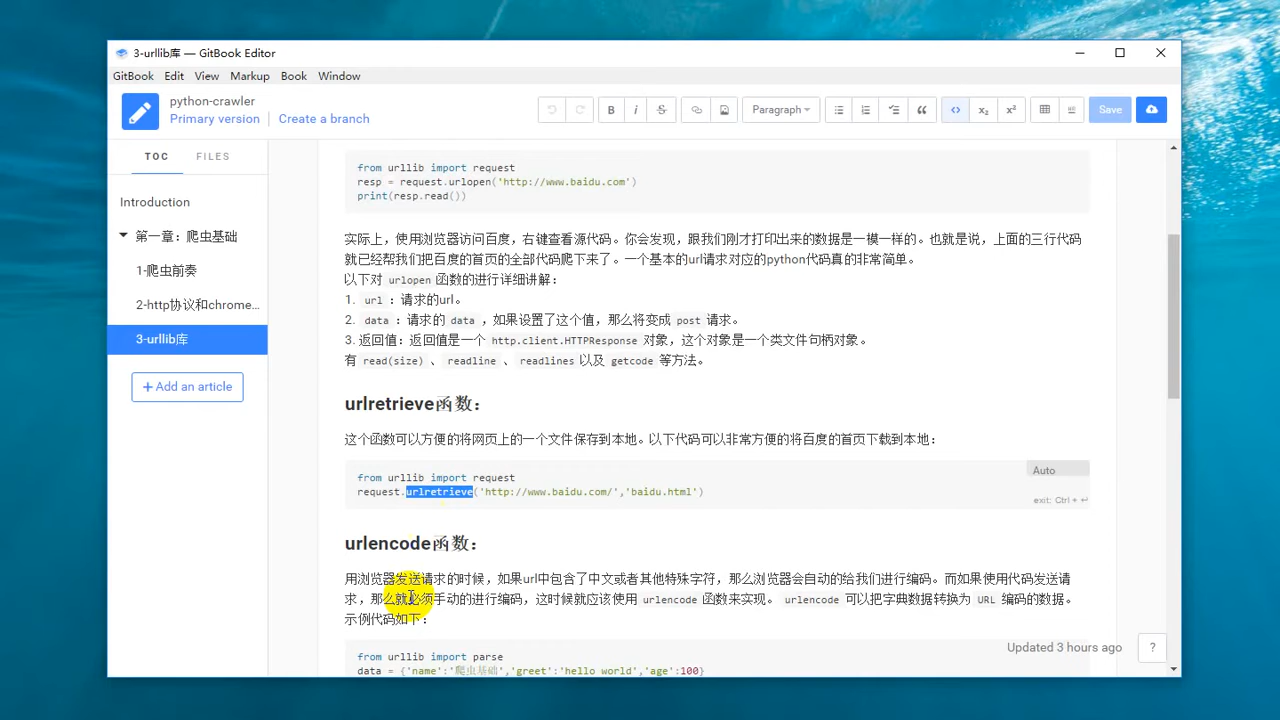 3-urllib库 — GitBook Editor
GitBook Edit View Markup Book Window
python-crawler
Primary version Create a branch
B i Paragraph x₂ x² Save
TOC FILES
Introduction
第一章：爬虫基础
1-爬虫前奏
2-http协议和chrome...
3-urllib库
+ Add an article
from urllib import request
resp = request.urlopen('http://www.baidu.com')
print(resp.read())
实际上，使用浏览器访问百度，右键查看源代码。你会发现，跟我们刚才打印出来的数据是一模一样的。也就是说，上面的三行代码
就已经帮我们把百度的首页的全部代码爬下来了。一个基本的url请求对应的python代码真的非常简单。
以下对 urlopen 函数的进行详细讲解：
1. url ：请求的url。
2. data ：请求的 data ，如果设置了这个值，那么将变成 post 请求。
3. 返回值：返回值是一个 http.client.HTTPResponse 对象，这个对象是一个类文件句柄对象。
有 read(size) 、 readline 、 readlines 以及 getcode 等方法。
urlretrieve函数：
这个函数可以方便的将网页上的一个文件保存到本地。以下代码可以非常方便的将百度的首页下载到本地：
Auto
from urllib import request
request.urlretrieve('http://www.baidu.com/','baidu.html')
exit: Ctrl + ↵
urlencode函数：
用浏览器发送请求的时候，如果url中包含了中文或者其他特殊字符，那么浏览器会自动的给我们进行编码。而如果使用代码发送请
求，那么就必须手动的进行编码，这时候就应该使用 urlencode 函数来实现。 urlencode 可以把字典数据转换为 URL 编码的数据。
示例代码如下：
from urllib import parse
data = {'name':'爬虫基础','greet':'hello world','age':100}
Updated 3 hours ago ?